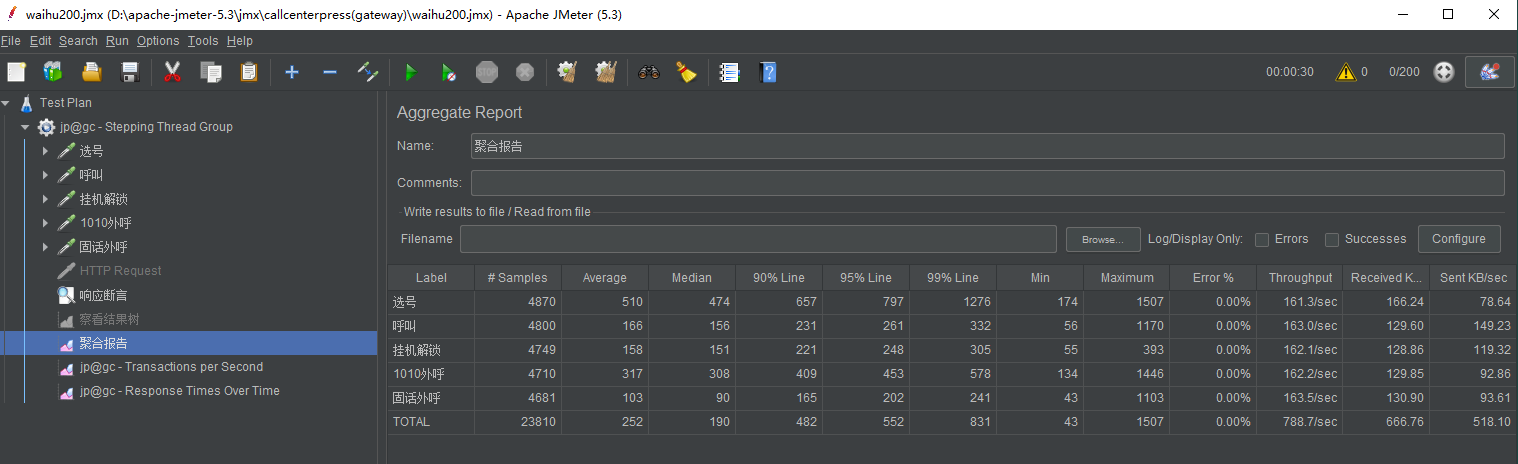 waihu200.jmx (D:\apache-jmeter-5.3\jmx\callcenterpress(gateway)\waihu200.jmx) - Apache JMeter (5.3)
File Edit Search Run Options Tools Help
STOP 00:00:30 0 0/200
Test Plan
jp@gc - Stepping Thread Group
选号
呼叫
挂机解锁
1010外呼
固话外呼
HTTP Request
响应断言
察看结果树
聚合报告
jp@gc - Transactions per Second
jp@gc - Response Times Over Time
Aggregate Report
Name: 聚合报告
Comments:
Write results to file / Read from file
Filename Browse... Log/Display Only: Errors Successes Configure
Label # Samples Average Median 90% Line 95% Line 99% Line Min Maximum Error % Throughput Received K... Sent KB/sec
选号 4870 510 474 657 797 1276 174 1507 0.00% 161.3/sec 166.24 78.64
呼叫 4800 166 156 231 261 332 56 1170 0.00% 163.0/sec 129.60 149.23
挂机解锁 4749 158 151 221 248 305 55 393 0.00% 162.1/sec 128.86 119.32
1010外呼 4710 317 308 409 453 578 134 1446 0.00% 162.2/sec 129.85 92.86
固话外呼 4681 103 90 165 202 241 43 1103 0.00% 163.5/sec 130.90 93.61
TOTAL 23810 252 190 482 552 831 43 1507 0.00% 788.7/sec 666.76 518.10